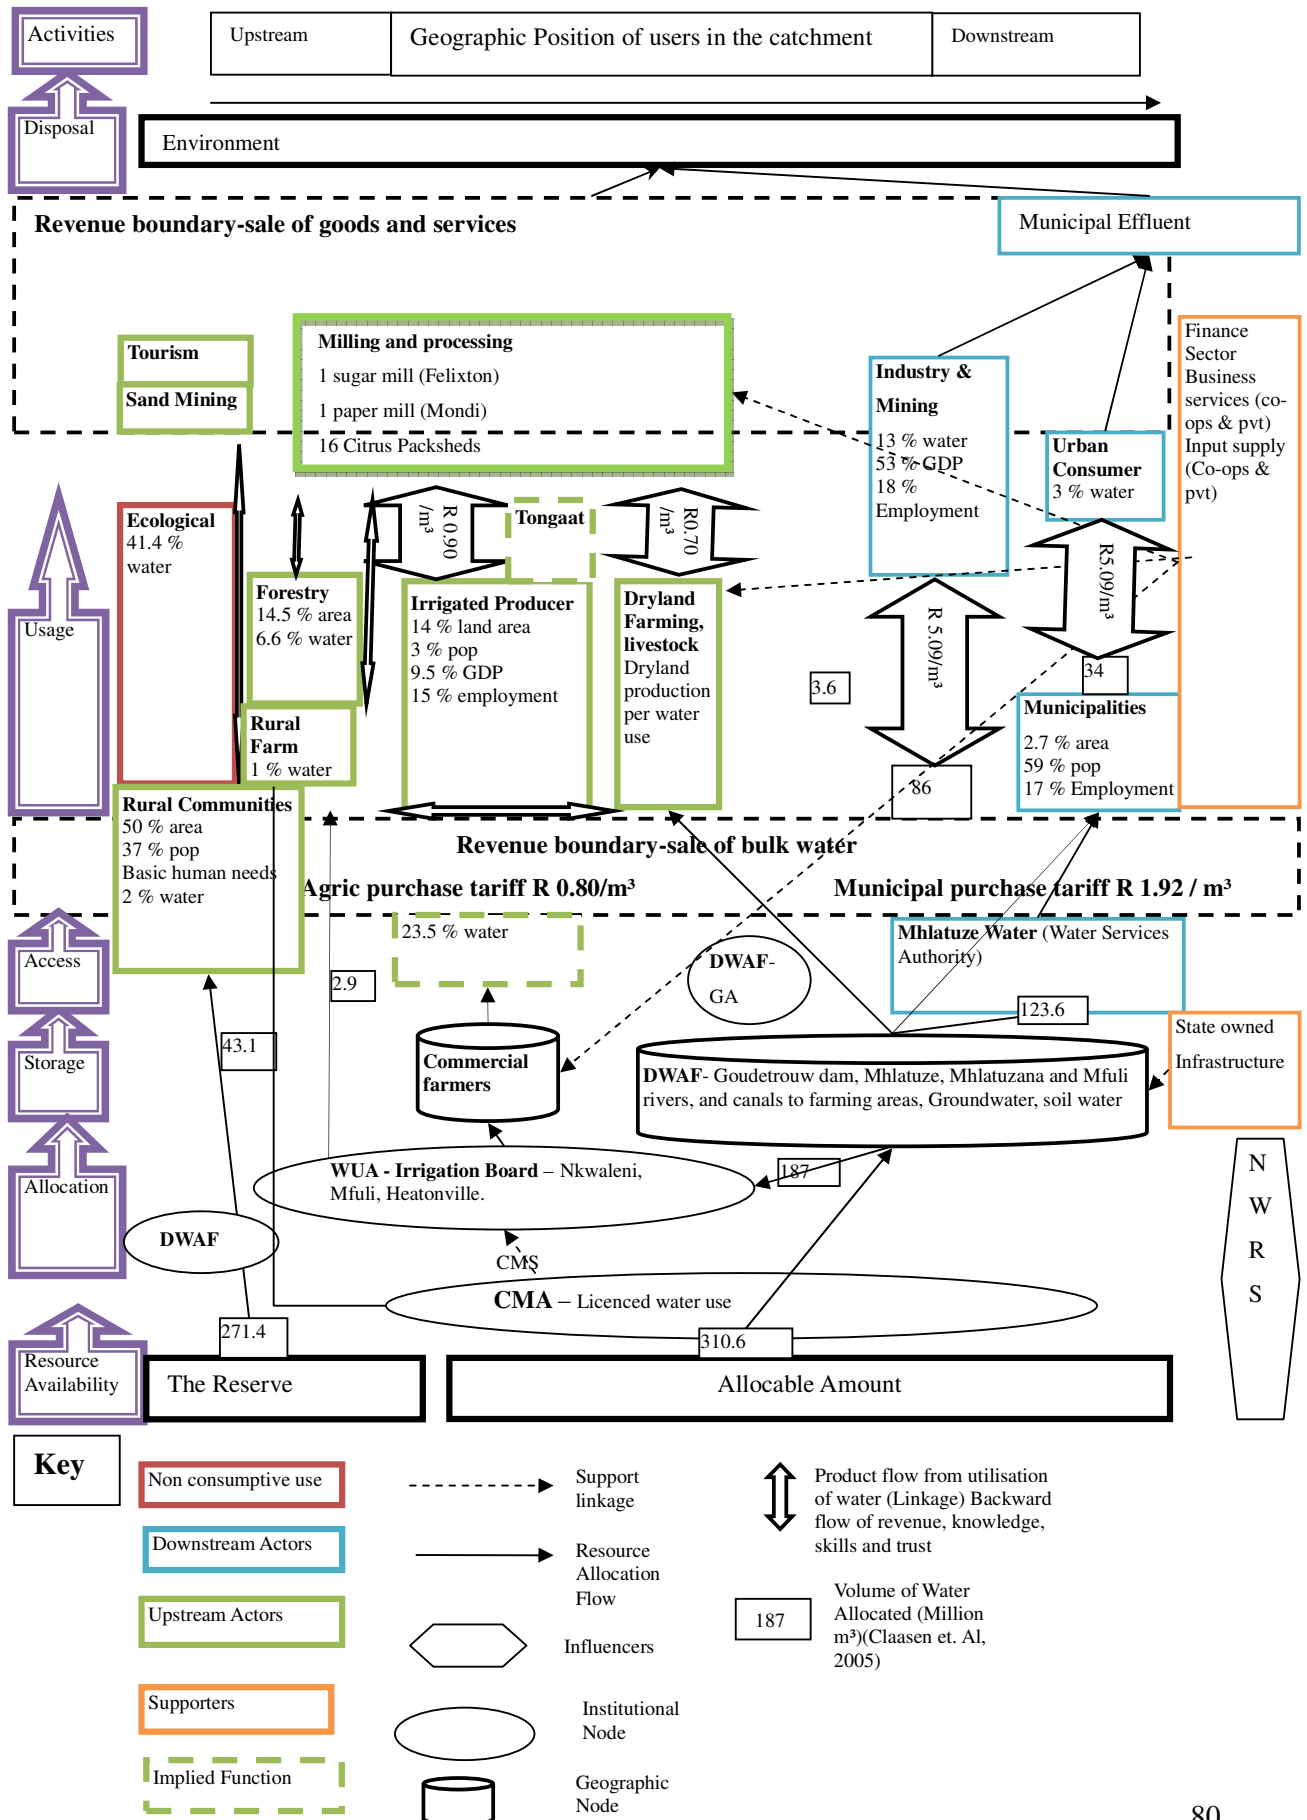 Activities
Upstream
Geographic Position of users in the catchment
Downstream
Disposal
Environment
Revenue boundary-sale of goods and services
Municipal Effluent
Tourism
Sand Mining
Milling and processing
1 sugar mill (Felixton)
1 paper mill (Mondi)
16 Citrus Packsheds
Industry &
Mining
13 % water
53 % GDP
18 %
Employment
Urban
Consumer
3 % water
Finance
Sector
Business
services (co-
ops & pvt)
Input supply
(Co-ops &
pvt)
Usage
Ecological
41.4 %
water
Forestry
14.5 % area
6.6 % water
Rural
Farm
1 % water
R 0.90
/m³
Tongaat
R0.70
/m³
Irrigated Producer
14 % land area
3 % pop
9.5 % GDP
15 % employment
Dryland
Farming,
livestock
Dryland
production
per water
use
3.6
R 5.09/m³
R5.09/m³
34
86
Municipalities
2.7 % area
59 % pop
17 % Employment
Rural Communities
50 % area
37 % pop
Basic human needs
2 % water
Revenue boundary-sale of bulk water
Agric purchase tariff R 0.80/m³
Municipal purchase tariff R 1.92 / m³
Access
23.5 % water
2.9
DWAF-
GA
Mhlatuze Water (Water Services
Authority)
123.6
Storage
43.1
Commercial
farmers
DWAF- Goudetrouw dam, Mhlatuze, Mhlatuzana and Mfuli
rivers, and canals to farming areas, Groundwater, soil water
State owned
Infrastructure
Allocation
WUA - Irrigation Board – Nkwaleni,
Mfuli, Heatonville.
187
DWAF
CMS
CMA – Licenced water use
N
W
R
S
271.4
310.6
Resource
Availability
The Reserve
Allocable Amount
Key
Non consumptive use
Downstream Actors
Upstream Actors
Supporters
Implied Function
Support
linkage
Resource
Allocation
Flow
Influencers
Institutional
Node
Geographic
Node
Product flow from utilisation
of water (Linkage) Backward
flow of revenue, knowledge,
skills and trust
187
Volume of Water
Allocated (Million
m³)(Claasen et. Al,
2005)
80